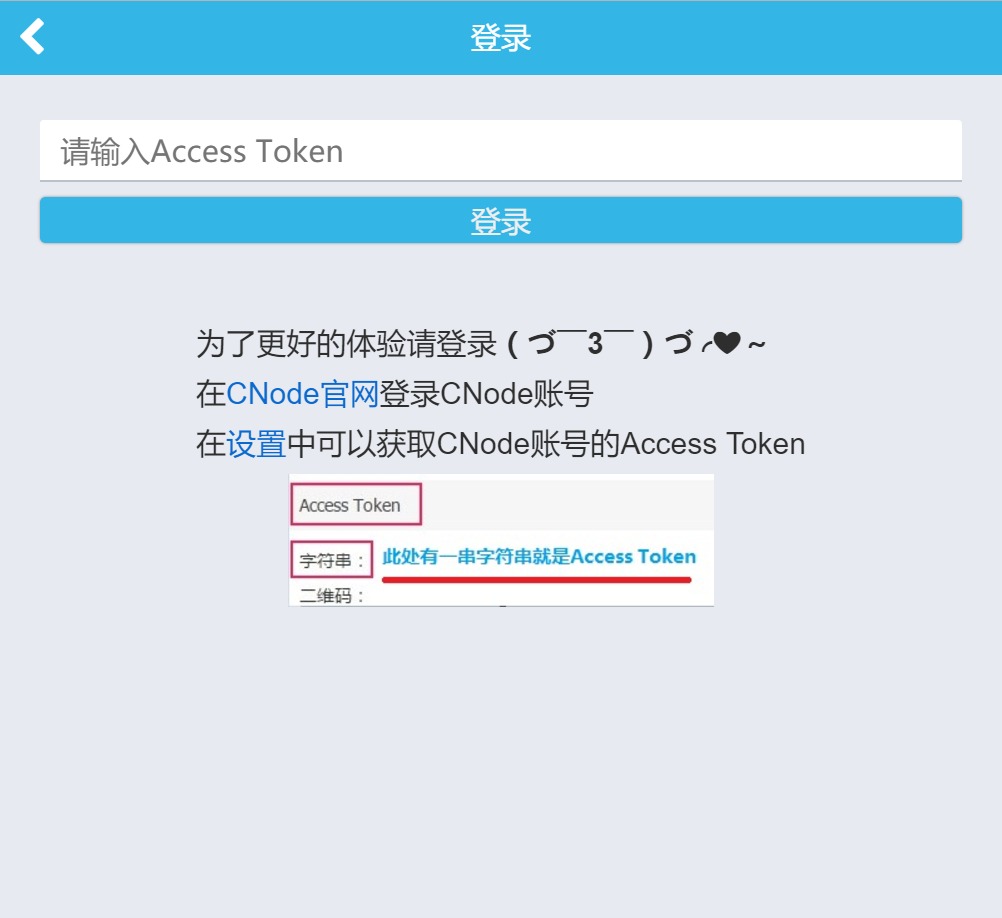 登录
请输入Access Token
登录
为了更好的体验请登录（づ￣3￣）づ╭❤～
在CNode官网登录CNode账号
在设置中可以获取CNode账号的Access Token
Access Token
字符串： 此处有一串字符串就是Access Token
二维码：